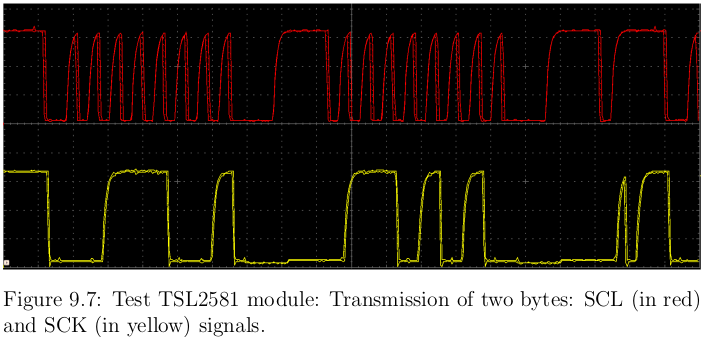 Figure 9.7: Test TSL2581 module: Transmission of two bytes: SCL (in red)
and SCK (in yellow) signals.